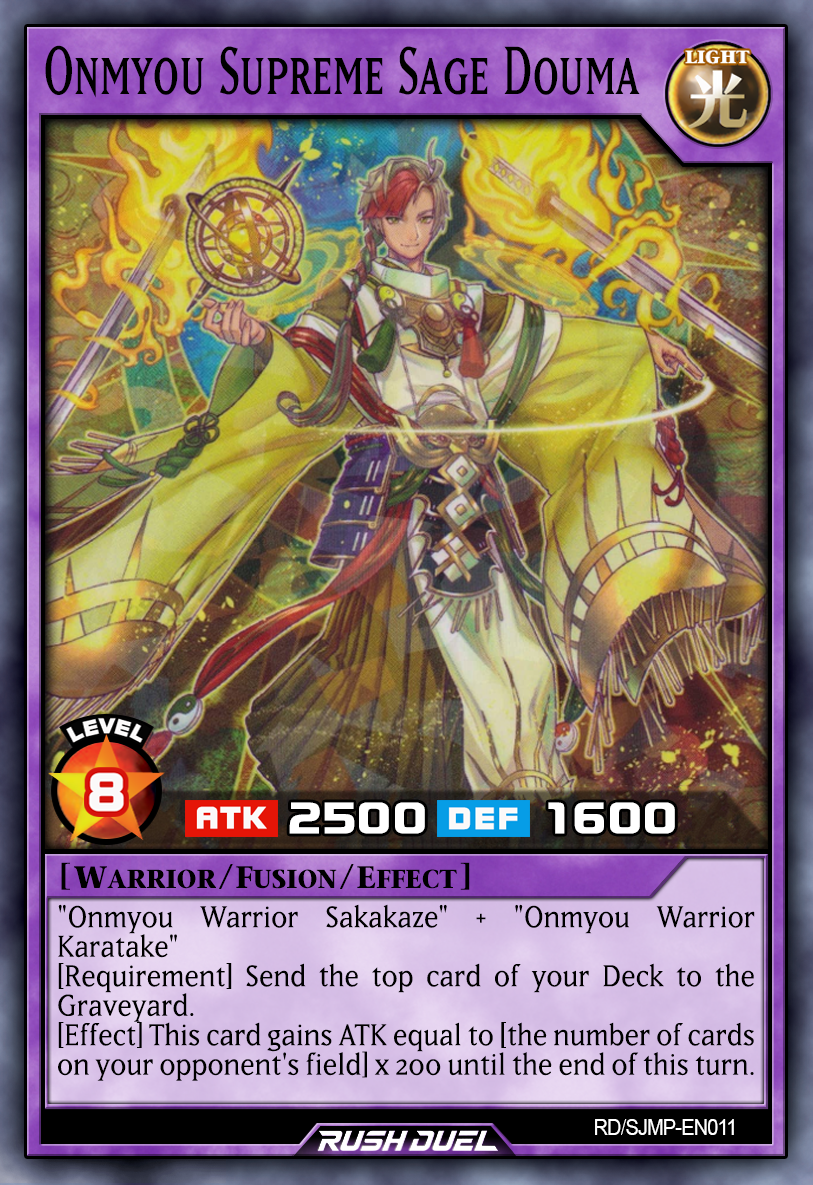 Onmyou Supreme Sage Douma
LIGHT
光
LEVEL
8
ATK 2500 DEF 1600
[Warrior/Fusion/Effect]
"Onmyou Warrior Sakakaze" + "Onmyou Warrior
Karatake"
[Requirement] Send the top card of your Deck to the
Graveyard.
[Effect] This card gains ATK equal to [the number of cards
on your opponent's field] x 200 until the end of this turn.
RD/SJMP-EN011
RUSH DUEL